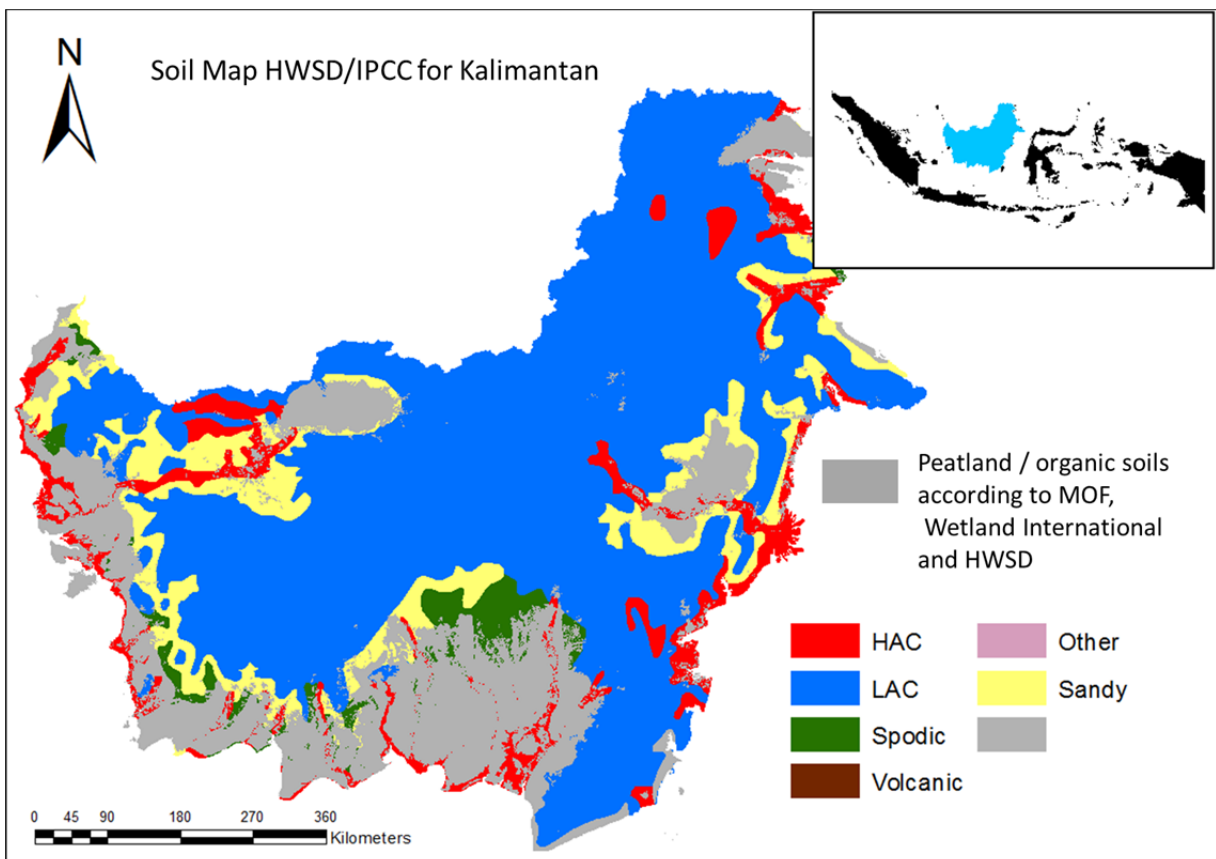 N
Soil Map HWSD/IPCC for Kalimantan
Peatland / organic soils
according to MOF,
Wetland International
and HWSD
HAC
Other
LAC
Sandy
Spodic
Volcanic
0 45 90 180 270 360
Kilometers